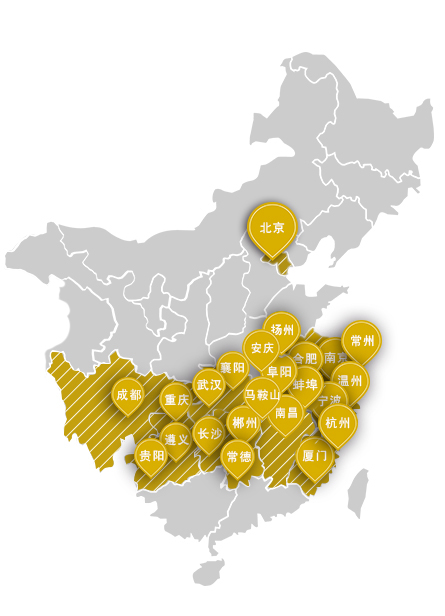 北京
扬州
常州
安庆
合肥
南京
襄阳
阜阳
武汉
蚌埠
温州
成都
马鞍山
重庆
宁波
南昌
郴州
杭州
长沙
遵义
贵阳
常德
厦门